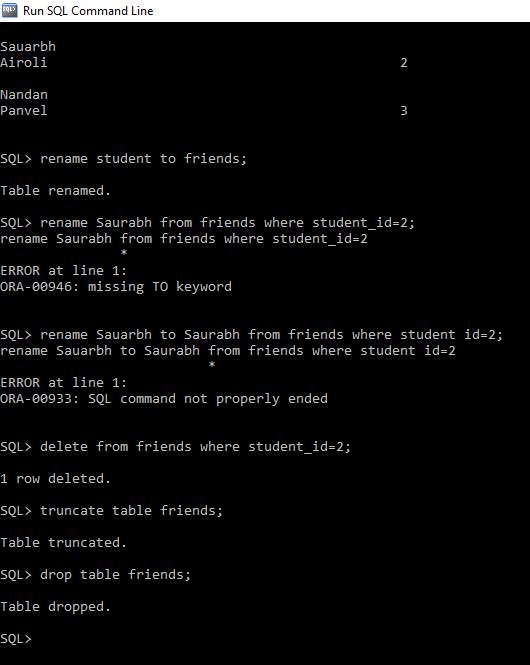 Run SQL Command Line
Sauarbh
Airoli 2
Nandan
Panvel 3
SQL> rename student to friends;
Table renamed.
SQL> rename Saurabh from friends where student_id=2;
rename Saurabh from friends where student_id=2
*
ERROR at line 1:
ORA-00946: missing TO keyword
SQL> rename Sauarbh to Saurabh from friends where student id=2;
rename Sauarbh to Saurabh from friends where student id=2
*
ERROR at line 1:
ORA-00933: SQL command not properly ended
SQL> delete from friends where student_id=2;
1 row deleted.
SQL> truncate table friends;
Table truncated.
SQL> drop table friends;
Table dropped.
SQL>